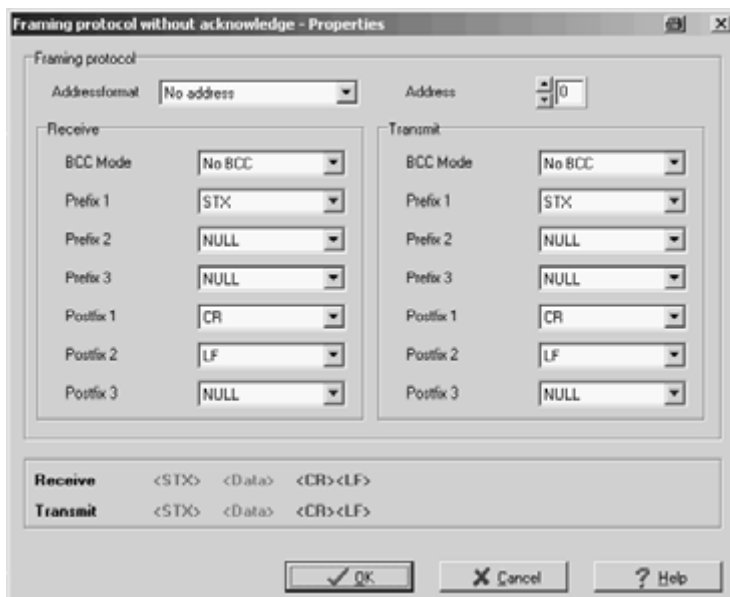 Framing protocol without acknowledge - Properties
Framing protocol
Addressformat No address Address 0
Receive Transmit
BCC Mode No BCC BCC Mode No BCC
Prefix 1 STX Prefix 1 STX
Prefix 2 NULL Prefix 2 NULL
Prefix 3 NULL Prefix 3 NULL
Postfix 1 CR Postfix 1 CR
Postfix 2 LF Postfix 2 LF
Postfix 3 NULL Postfix 3 NULL
Receive <STX> <Data> <CR><LF>
Transmit <STX> <Data> <CR><LF>
OK Cancel ? Help